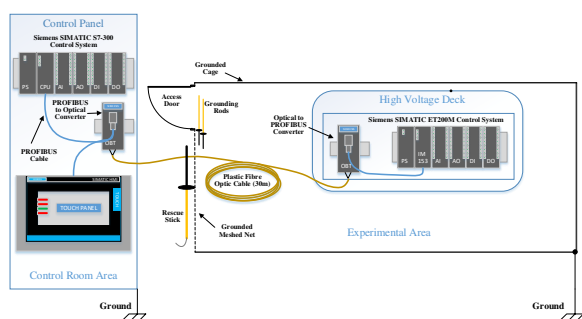 Control Panel
Siemens SIMATIC S7-300
Control System
PS
CPU
AI
AO
DI
DO
PROFIBUS
to Optical
Converter
OBT
PROFIBUS
Cable
SIMATIC HMI
TOUCH
TOUCH PANEL
Control Room Area
Ground
Access
Door
Grounded
Cage
Grounding
Rods
Plastic Fibre
Optic Cable (30m)
Rescue
Stick
Grounded
Meshed Net
High Voltage Deck
Siemens SIMATIC ET200M Control System
Optical to
PROFIBUS
Converter
OBT
PS
IM
153
AI
AO
DI
DO
Experimental Area
Ground